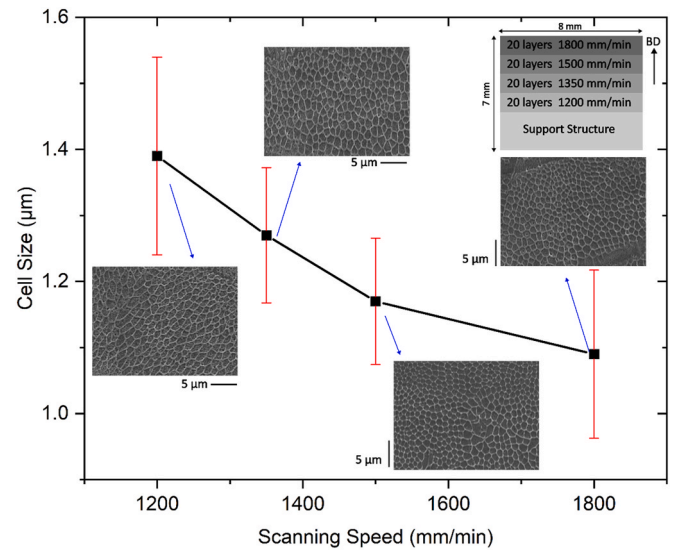 8 mm
7 mm
20 layers 1800 mm/min
20 layers 1500 mm/min
20 layers 1350 mm/min
20 layers 1200 mm/min
Support Structure
BD
5 µm
5 µm
5 µm
5 µm
Cell Size (µm)
1.6
1.4
1.2
1.0
1200
1400
1600
1800
Scanning Speed (mm/min)